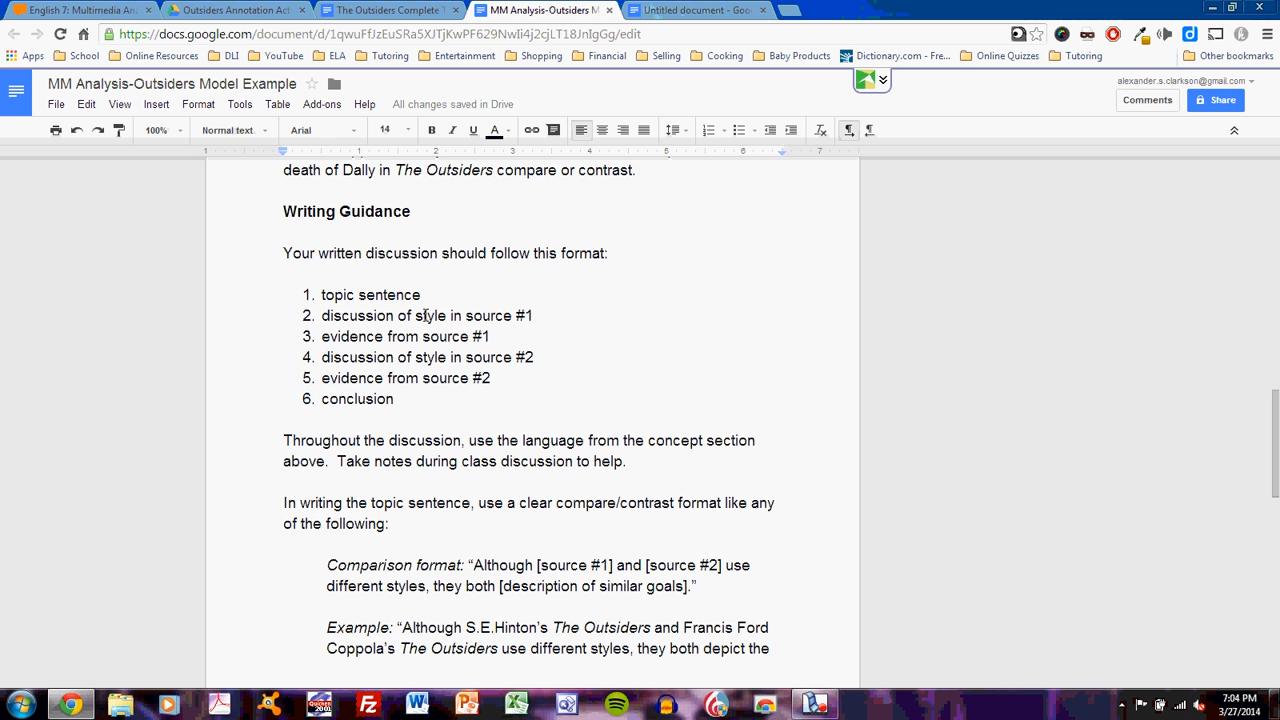 English 7: Multimedia An
Outsiders Annotation Act
The Outsiders Complete T
MM Analysis-Outsiders M
Untitled document - Goo
Apps School Online Resources DLI YouTube ELA Tutoring Entertainment Shopping Financial Selling Cooking Baby Products Dictionary.com - Fre... Online Quizzes Tutoring Other bookmarks
MM Analysis-Outsiders Model Example
alexander.s.clarkson@gmail.com
File Edit View Insert Format Tools Table Add-ons Help All changes saved in Drive
Comments Share
100% Normal text Arial 14 B I U A
1 1 2 3 4 5 6 7
death of Dally in The Outsiders compare or contrast.
Writing Guidance
Your written discussion should follow this format:
1. topic sentence
2. discussion of style in source #1
3. evidence from source #1
4. discussion of style in source #2
5. evidence from source #2
6. conclusion
Throughout the discussion, use the language from the concept section
above. Take notes during class discussion to help.
In writing the topic sentence, use a clear compare/contrast format like any
of the following:
Comparison format: “Although [source #1] and [source #2] use
different styles, they both [description of similar goals].”
Example: “Although S.E.Hinton’s The Outsiders and Francis Ford
Coppola’s The Outsiders use different styles, they both depict the
7:04 PM
3/27/2014